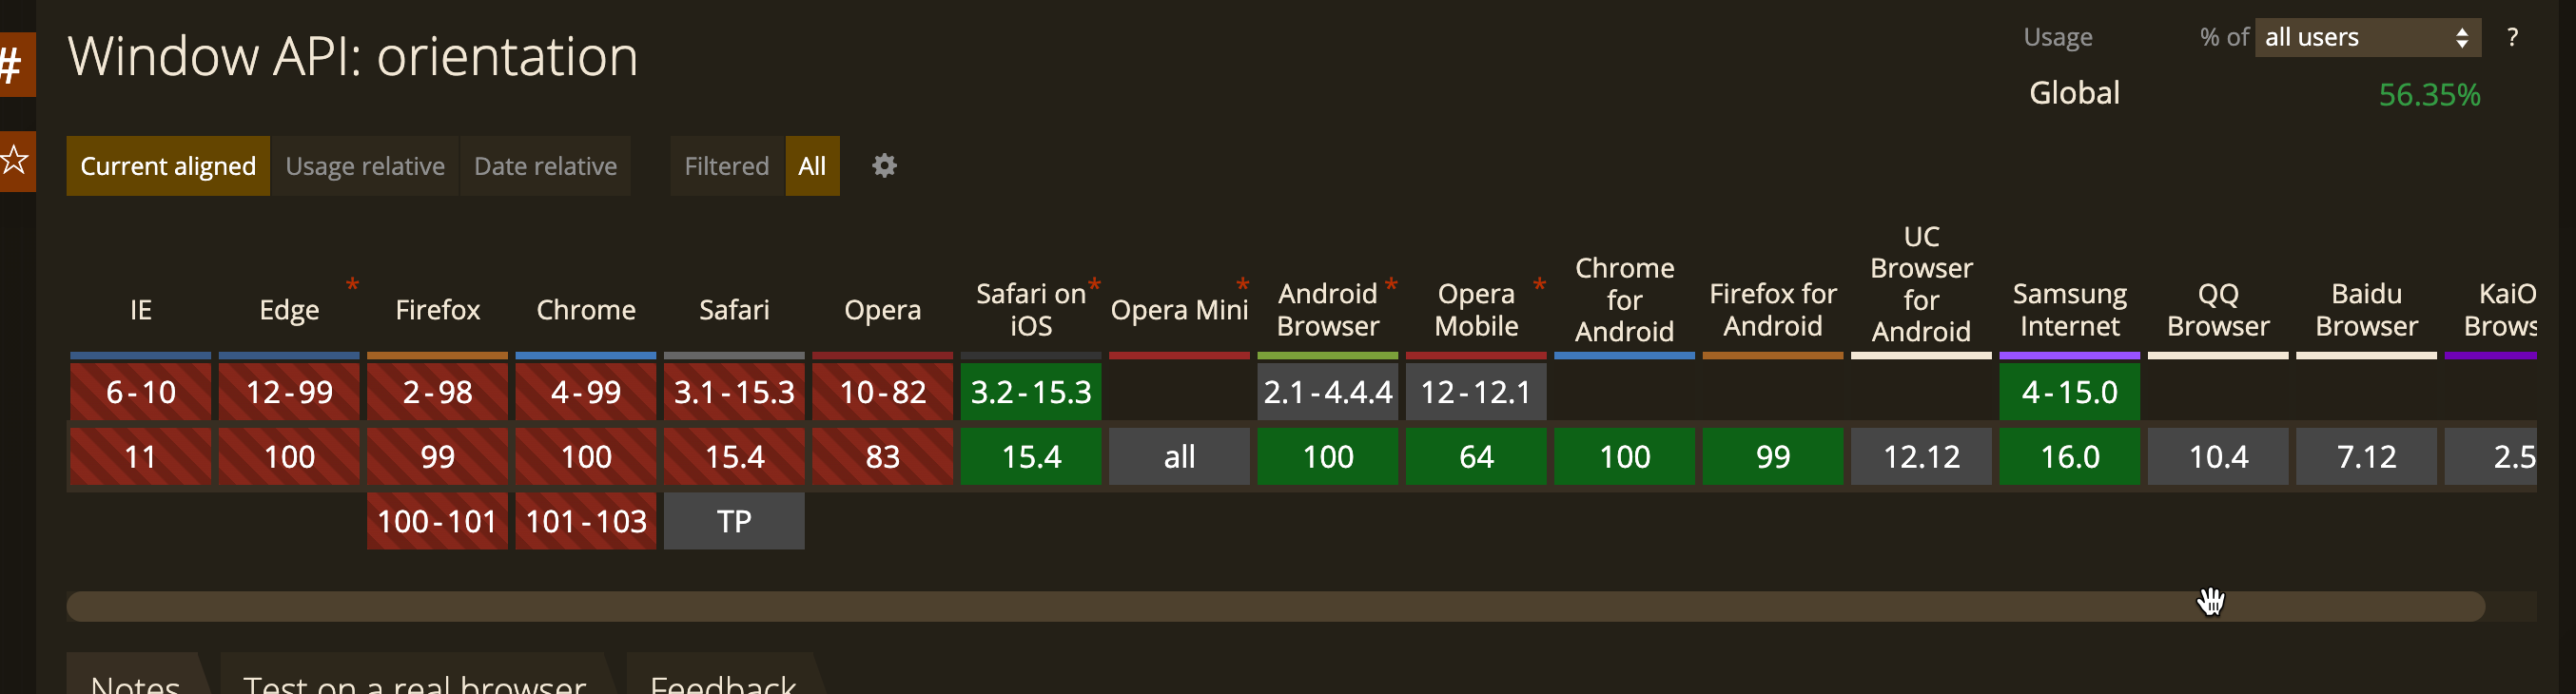 #
Window API: orientation
Usage % of all users ?
Global 56.35%
Current aligned Usage relative Date relative Filtered All
IE
Edge *
Firefox
Chrome
Safari
Opera
Safari on *
iOS
Opera Mini *
Android *
Browser
Opera *
Mobile
Chrome
for
Android
Firefox for
Android
UC
Browser
for
Android
Samsung
Internet
QQ
Browser
Baidu
Browser
KaiO
Brows
6-10 12-99 2-98 4-99 3.1-15.3 10-82 3.2-15.3 2.1-4.4.4 12-12.1 4-15.0
11 100 99 100 15.4 83 15.4 all 100 64 100 99 12.12 16.0 10.4 7.12 2.5
100-101 101-103 TP
Notes Test on a real browser Feedback